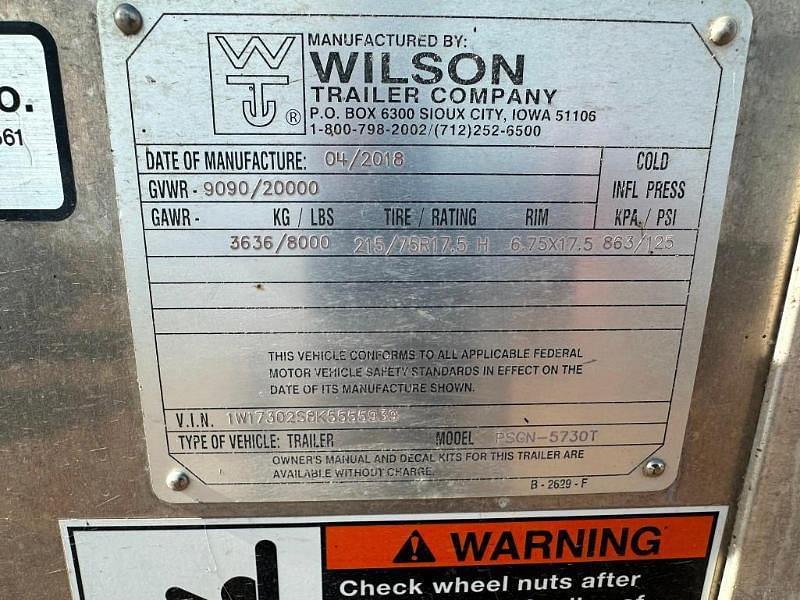 o.
561
WT®
MANUFACTURED BY:
WILSON
TRAILER COMPANY
P.O. BOX 6300 SIOUX CITY, IOWA 51106
1-800-798-2002/(712)252-6500
DATE OF MANUFACTURE: 04/2018
COLD
GVWR - 9090/20000
INFL PRESS
GAWR - KG / LBS TIRE / RATING RIM KPA / PSI
3636/8000 215/75R17.5 H 6.75X17.5 863/125
THIS VEHICLE CONFORMS TO ALL APPLICABLE FEDERAL
MOTOR VEHICLE SAFETY STANDARDS IN EFFECT ON THE
DATE OF ITS MANUFACTURE SHOWN.
V.I.N.
TYPE OF VEHICLE: TRAILER MODEL PSGN-5730T
OWNER'S MANUAL AND DECAL KITS FOR THIS TRAILER ARE
AVAILABLE WITHOUT CHARGE.
B - 2629 - F
WARNING
Check wheel nuts after